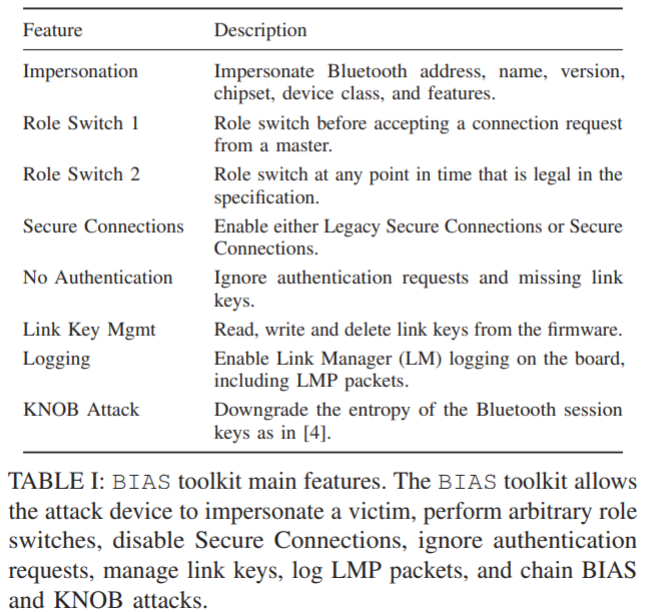 Feature Description
Impersonation Impersonate Bluetooth address, name, version,
chipset, device class, and features.
Role Switch 1 Role switch before accepting a connection request
from a master.
Role Switch 2 Role switch at any point in time that is legal in the
specification.
Secure Connections Enable either Legacy Secure Connections or Secure
Connections.
No Authentication Ignore authentication requests and missing link
keys.
Link Key Mgmt Read, write and delete link keys from the firmware.
Logging Enable Link Manager (LM) logging on the board,
including LMP packets.
KNOB Attack Downgrade the entropy of the Bluetooth session
keys as in [4].
TABLE I: BIAS toolkit main features. The BIAS toolkit allows
the attack device to impersonate a victim, perform arbitrary role
switches, disable Secure Connections, ignore authentication
requests, manage link keys, log LMP packets, and chain BIAS
and KNOB attacks.